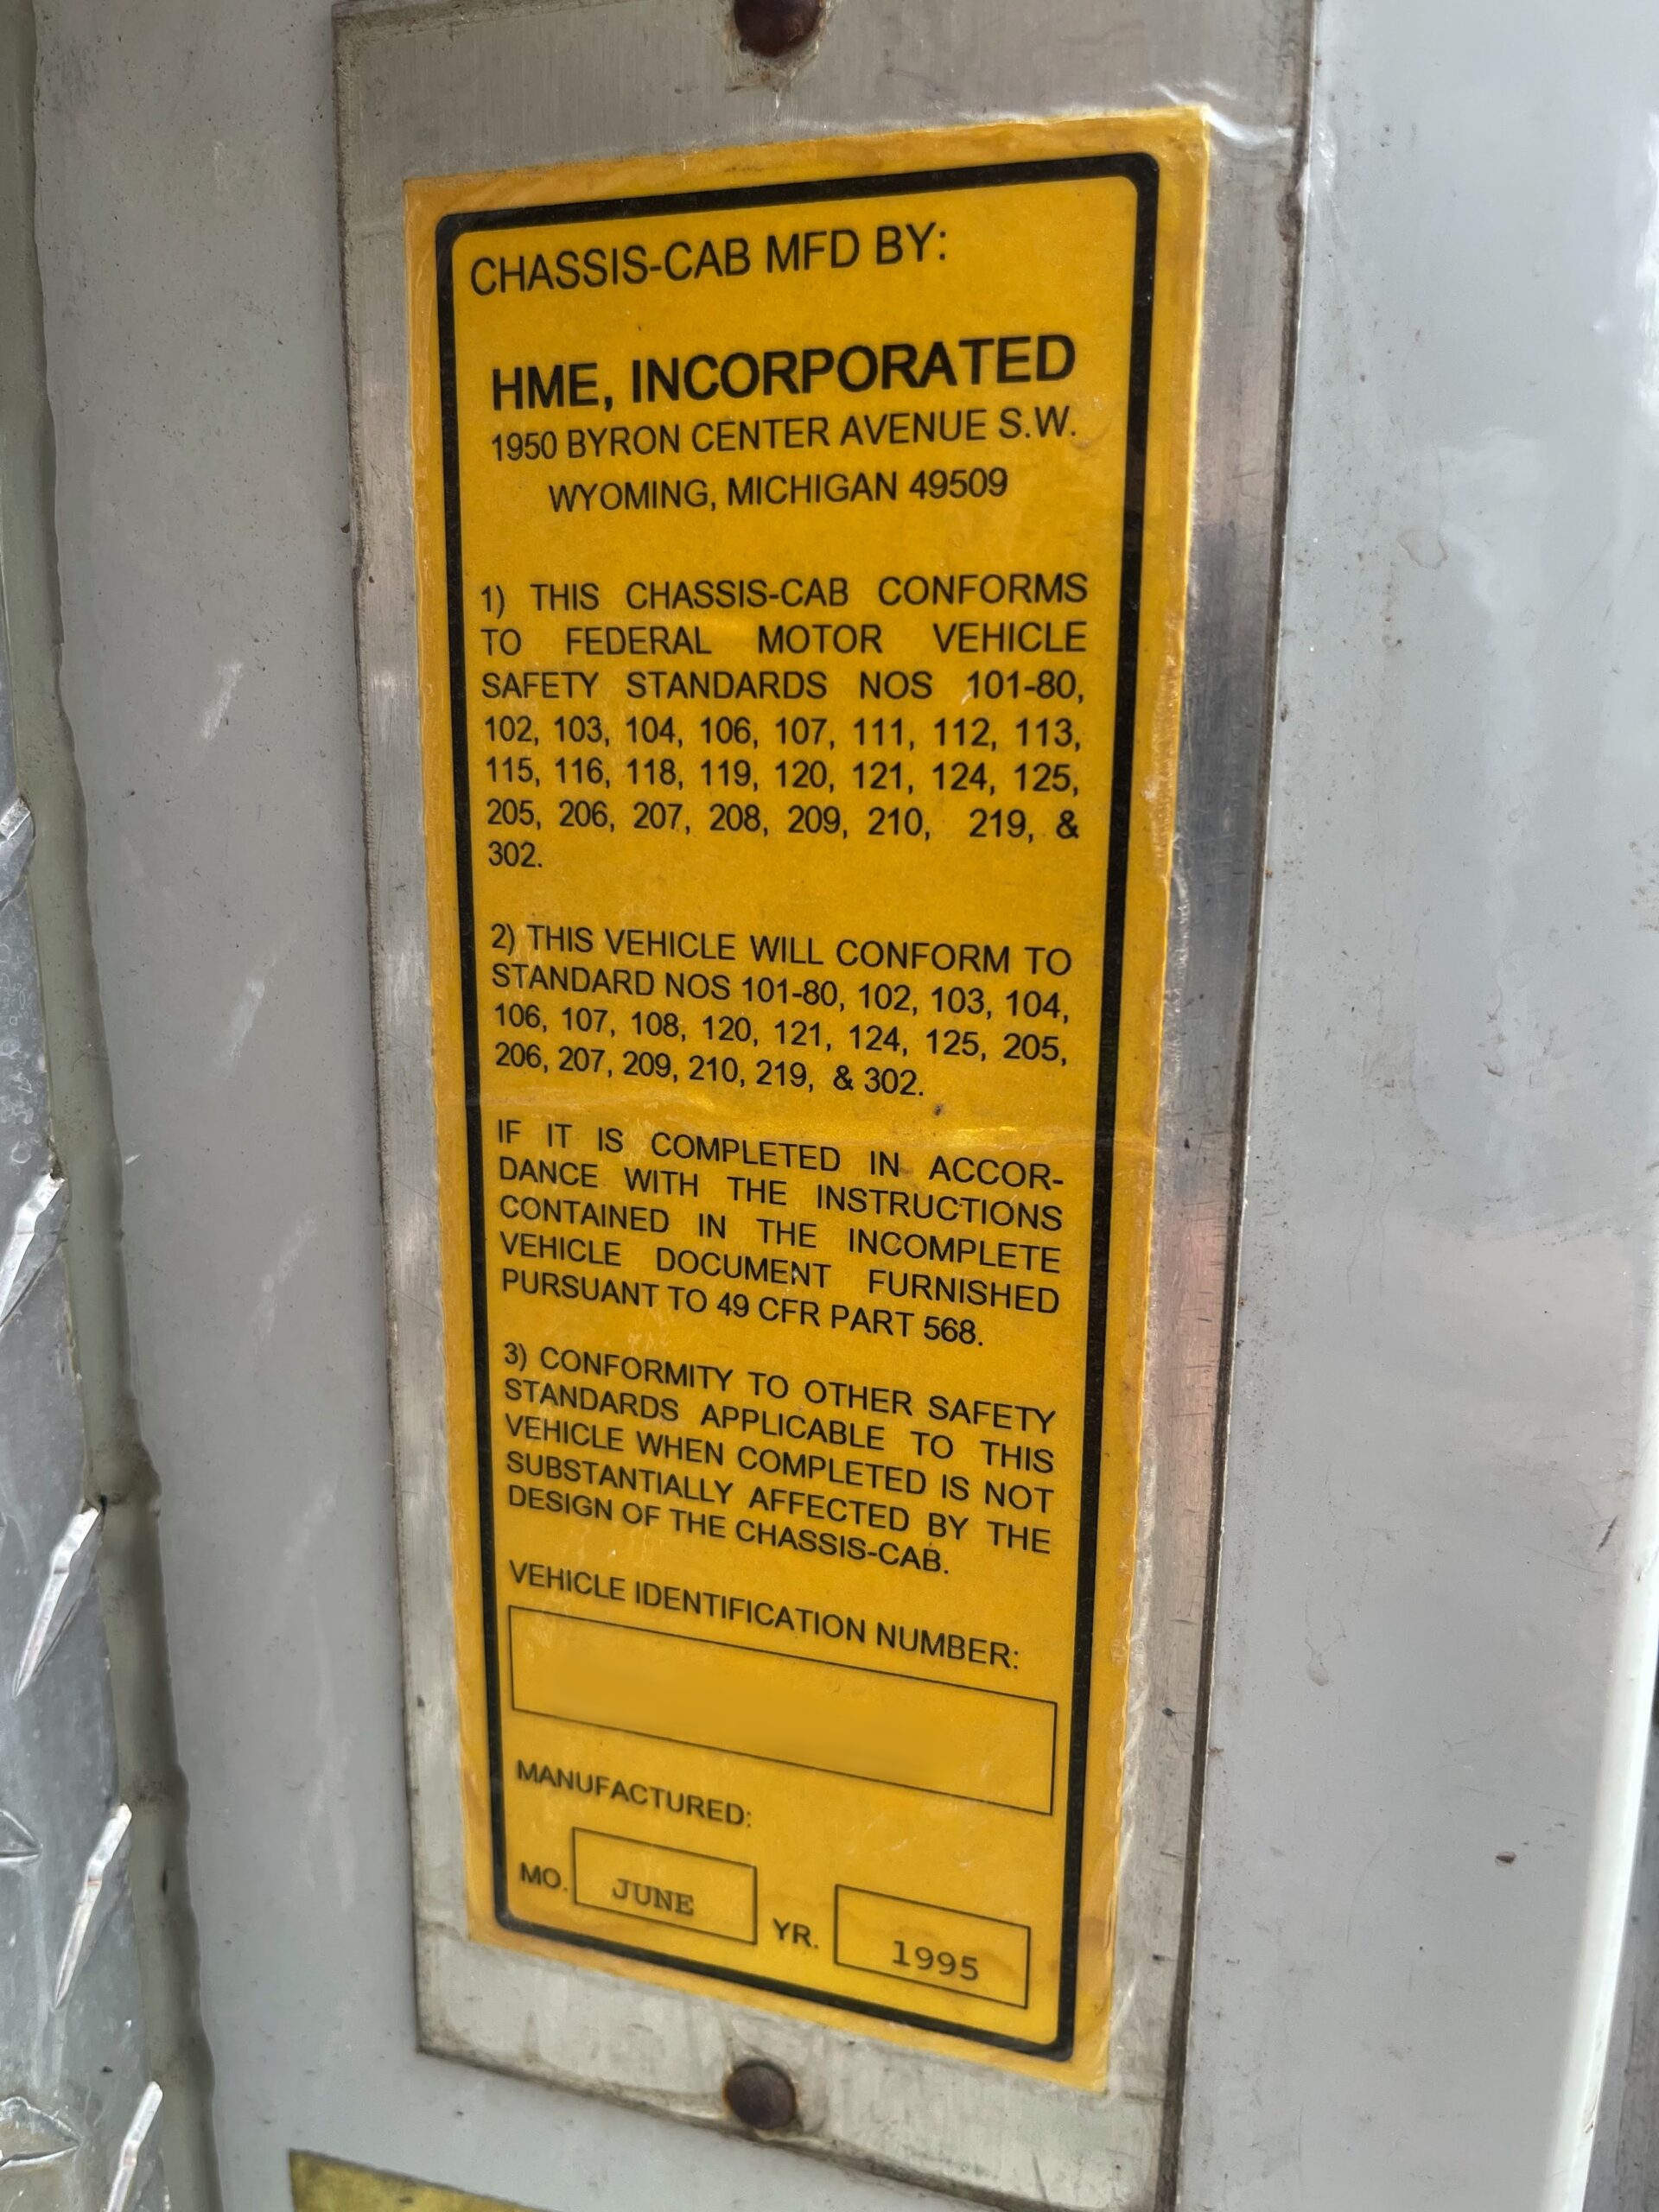 CHASSIS-CAB MFD BY:
HME, INCORPORATED
1950 BYRON CENTER AVENUE S.W.
WYOMING, MICHIGAN 49509
1) THIS CHASSIS-CAB CONFORMS
TO FEDERAL MOTOR VEHICLE
SAFETY STANDARDS NOS 101-80,
102, 103, 104, 106, 107, 111, 112, 113,
115, 116, 118, 119, 120, 121, 124, 125,
205, 206, 207, 208, 209, 210, 219, &
302.
2) THIS VEHICLE WILL CONFORM TO
STANDARD NOS 101-80, 102, 103, 104,
106, 107, 108, 120, 121, 124, 125, 205,
206, 207, 209, 210, 219, & 302.
IF IT IS COMPLETED IN ACCOR-
DANCE WITH THE INSTRUCTIONS
CONTAINED IN THE INCOMPLETE
VEHICLE DOCUMENT FURNISHED
PURSUANT TO 49 CFR PART 568.
3) CONFORMITY TO OTHER SAFETY
STANDARDS APPLICABLE TO THIS
VEHICLE WHEN COMPLETED IS NOT
SUBSTANTIALLY AFFECTED BY THE
DESIGN OF THE CHASSIS-CAB.
VEHICLE IDENTIFICATION NUMBER:
MANUFACTURED:
MO. JUNE YR. 1995